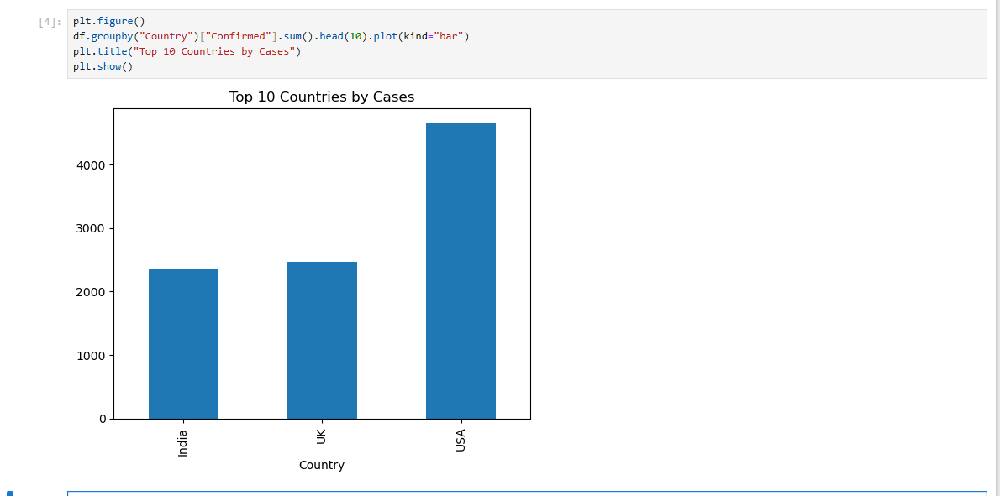 [4]: plt.figure()
df.groupby("Country")["Confirmed"].sum().head(10).plot(kind="bar")
plt.title("Top 10 Countries by Cases")
plt.show()
Top 10 Countries by Cases
4000
3000
2000
1000
0
India UK USA
Country